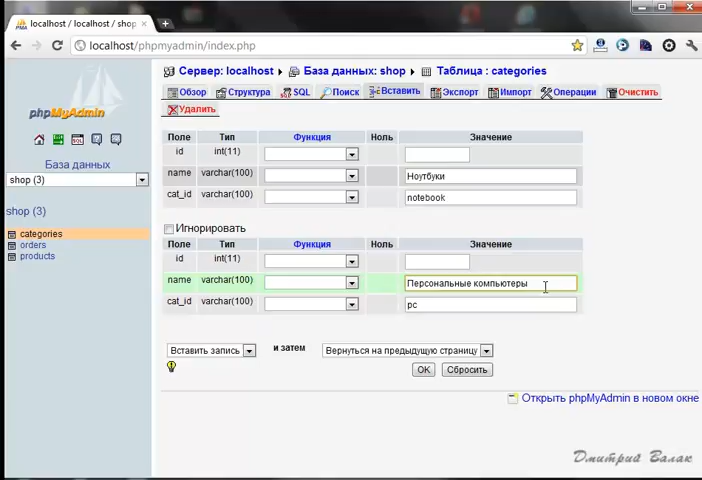 localhost / localhost / shop
localhost/phpmyadmin/index.php
phpMyAdmin
База данных
shop (3)
shop (3)
categories
orders
products
Сервер: localhost База данных: shop Таблица : categories
Обзор Структура SQL Поиск Вставить Экспорт Импорт Операции Очистить
Удалить
Поле Тип Функция Ноль Значение
id int(11)
name varchar(100) Ноутбуки
cat_id varchar(100) notebook
Игнорировать
Поле Тип Функция Ноль Значение
id int(11)
name varchar(100) Персональные компьютеры
cat_id varchar(100) pc
Вставить запись и затем Вернуться на предыдущую страницу
OK Сбросить
Открыть phpMyAdmin в новом окне
Дмитрий Валак